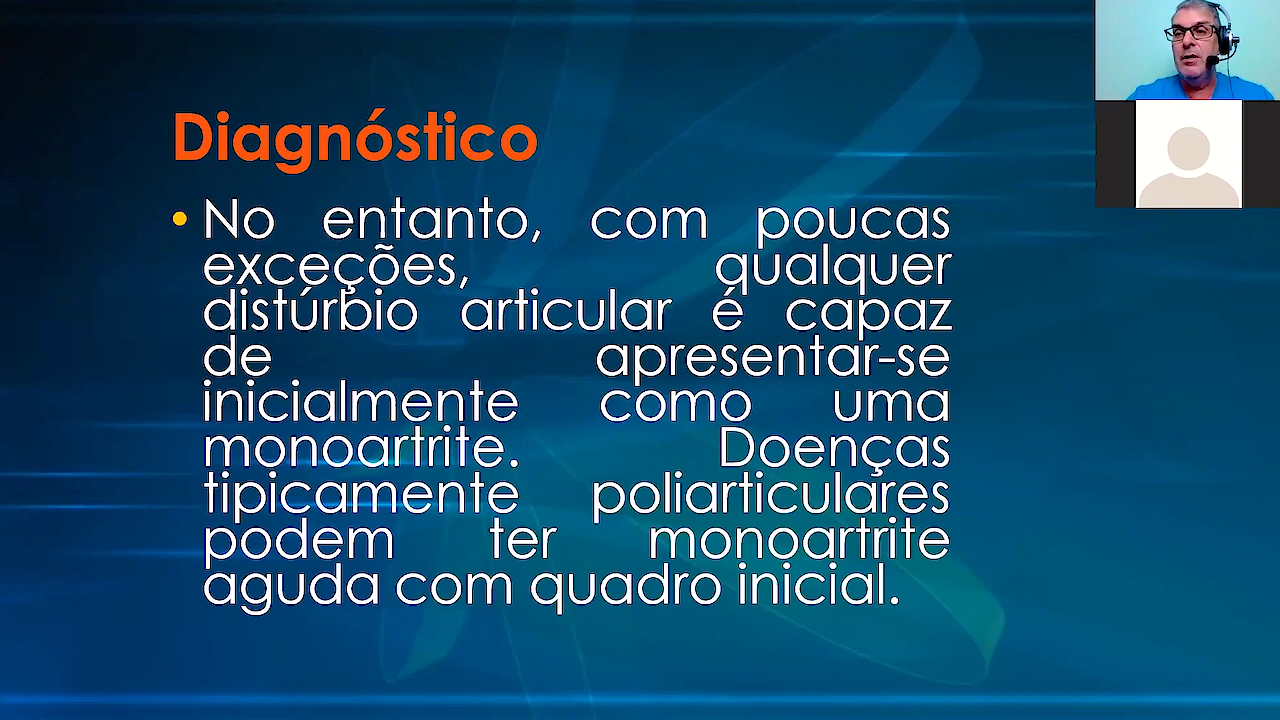 Diagnóstico
• No entanto, com poucas
exceções, qualquer
distúrbio articular é capaz
de apresentar-se
inicialmente como uma
monoartrite. Doenças
tipicamente poliarticulares
podem ter monoartrite
aguda com quadro inicial.